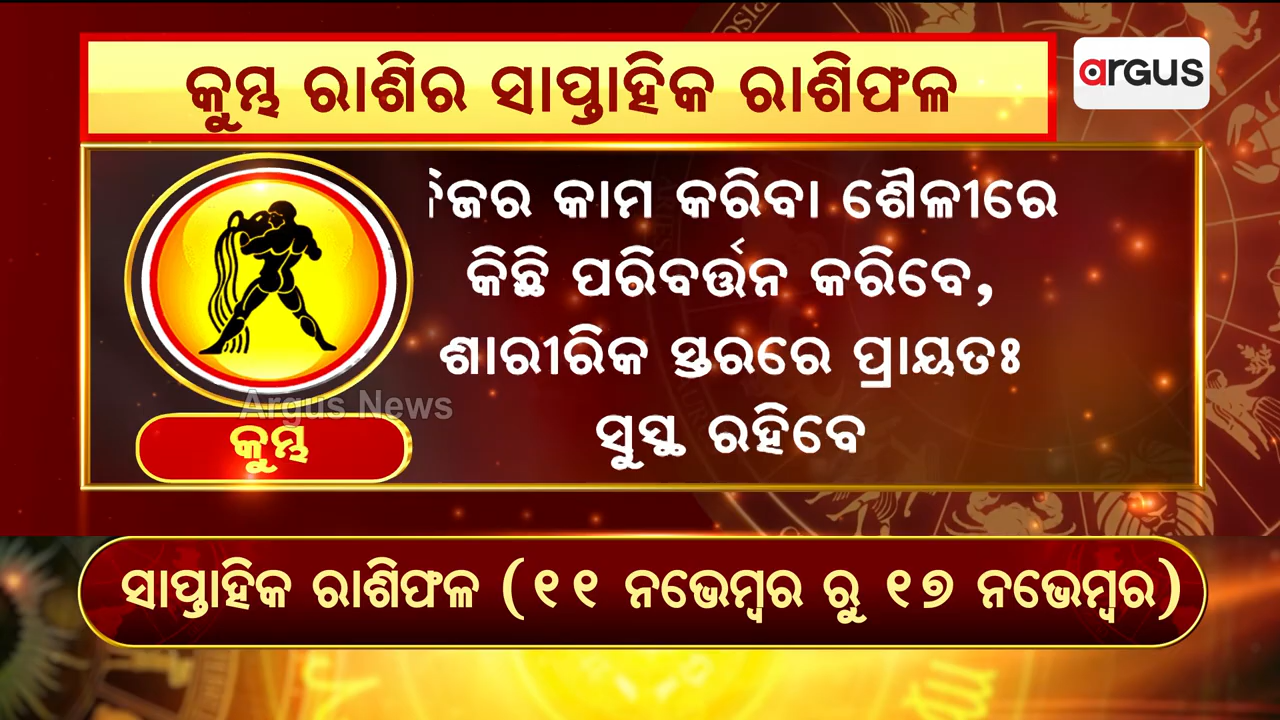 କୁମ୍ଭ ରାଶିର ସାପ୍ତାହିକ ରାଶିଫଳ
argus
ନିଜର କାମ କରିବା ଶୈଳୀରେ
କିଛି ପରିବର୍ତ୍ତନ କରିବେ,
ଶାରୀରିକ ସ୍ତରରେ ପ୍ରାୟତଃ
ସୁସ୍ଥ ରହିବେ
Argus News
କୁମ୍ଭ
ସାପ୍ତାହିକ ରାଶିଫଳ (୧୧ ନଭେମ୍ବର ରୁ ୧୭ ନଭେମ୍ବର)